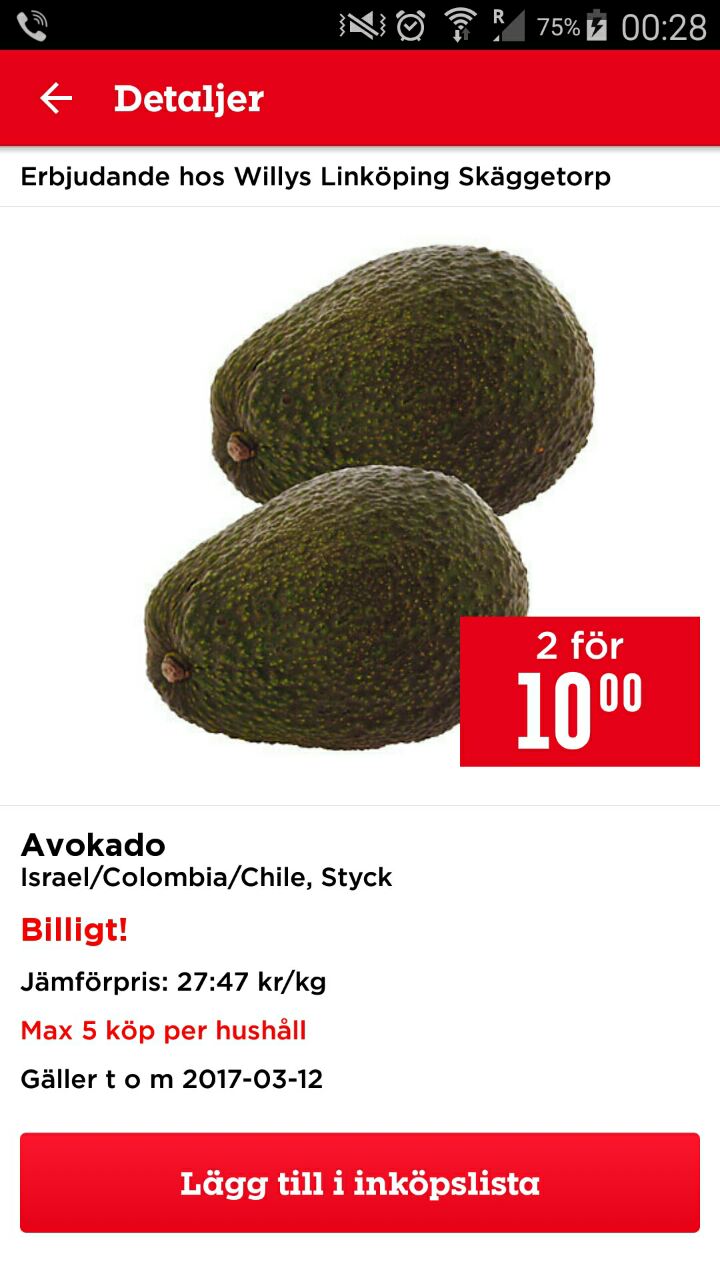 R 75% 00:28
Detaljer
Erbjudande hos Willys Linköping Skäggetorp
2 för
10 00
Avokado
Israel/Colombia/Chile, Styck
Billigt!
Jämförpris: 27:47 kr/kg
Max 5 köp per hushåll
Gäller t o m 2017-03-12
Lägg till i inköpslista